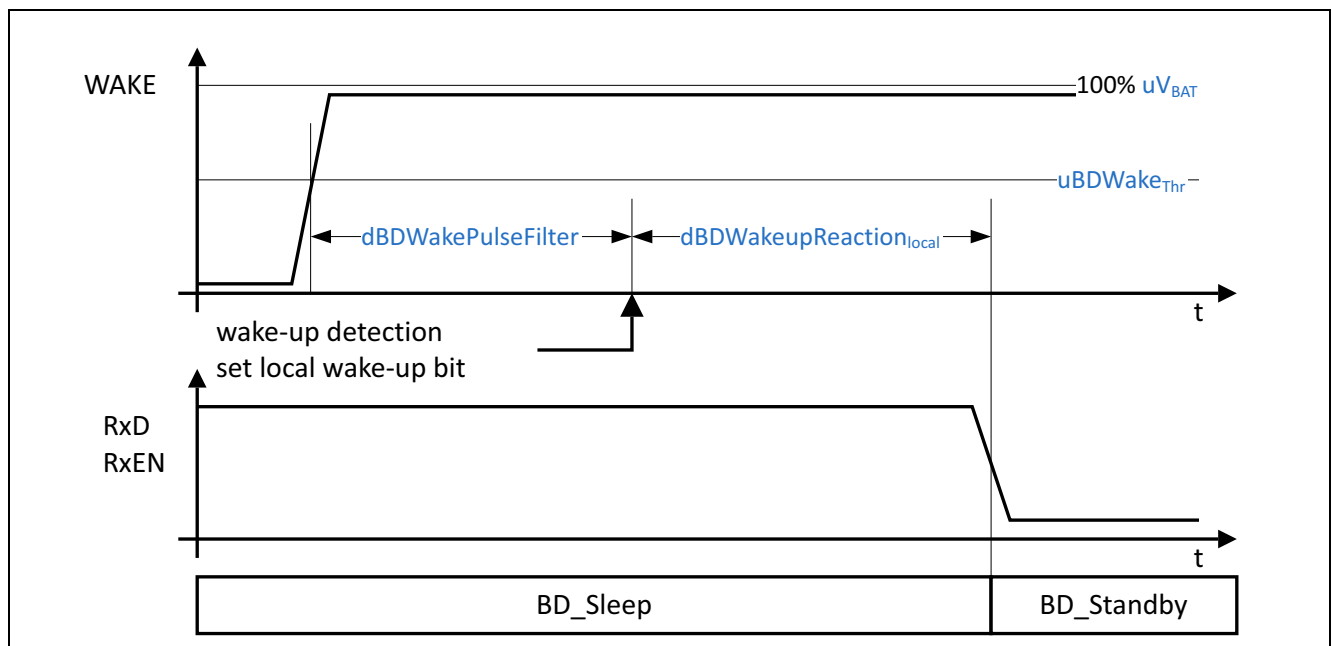 WAKE
100% uVBAT
uBDWakeThr
dBDWakePulseFilter
dBDWakeupReactionlocal
t
wake-up detection
set local wake-up bit
RxD
RxEN
t
BD_Sleep
BD_Standby